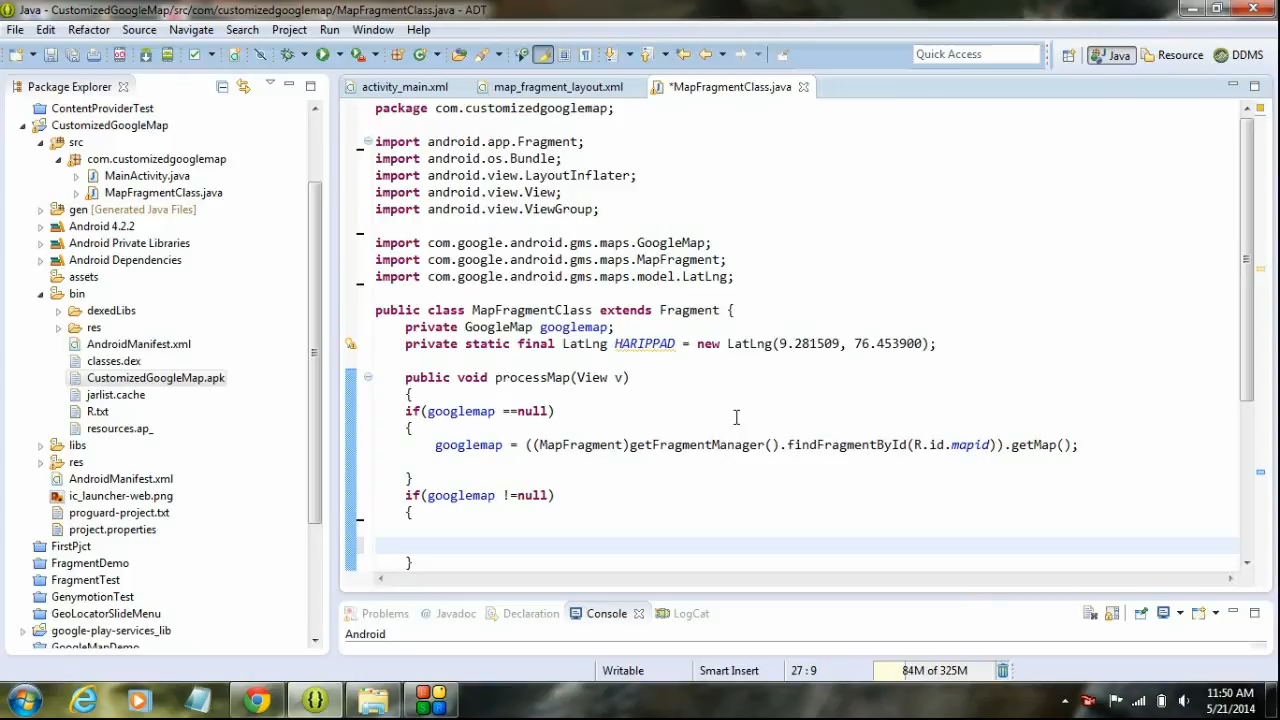 Java - CustomizedGoogleMap/src/com/customizedgooglemap/MapFragmentClass.java - ADT
File Edit Refactor Source Navigate Search Project Run Window Help
Quick Access
Java
Resource
DDMS
Package Explorer
ContentProviderTest
CustomizedGoogleMap
src
com.customizedgooglemap
MainActivity.java
MapFragmentClass.java
gen [Generated Java Files]
Android 4.2.2
Android Private Libraries
Android Dependencies
assets
bin
dexedLibs
res
AndroidManifest.xml
classes.dex
CustomizedGoogleMap.apk
jarlist.cache
R.txt
resources.ap_
libs
res
AndroidManifest.xml
ic_launcher-web.png
proguard-project.txt
project.properties
FirstPjct
FragmentDemo
FragmentTest
Genymotion​Test
GeoLocatorSlideMenu
google-play-services_lib
GoogleMapDemo
activity_main.xml
map_fragment_layout.xml
*MapFragmentClass.java
package com.customizedgooglemap;
import android.app.Fragment;
import android.os.Bundle;
import android.view.LayoutInflater;
import android.view.View;
import android.view.ViewGroup;
import com.google.android.gms.maps.GoogleMap;
import com.google.android.gms.maps.MapFragment;
import com.google.android.gms.maps.model.LatLng;
public class MapFragmentClass extends Fragment {
private GoogleMap googlemap;
private static final LatLng HARIPPAD = new LatLng(9.281509, 76.453900);
public void processMap(View v)
{
if(googlemap ==null)
{
googlemap = ((MapFragment)getFragmentManager().findFragmentById(R.id.mapid)).getMap();
}
if(googlemap !=null)
{
}
Problems
@ Javadoc
Declaration
Console
LogCat
Android
Writable
Smart Insert
27 : 9
84M of 325M
11:50 AM
5/21/2014